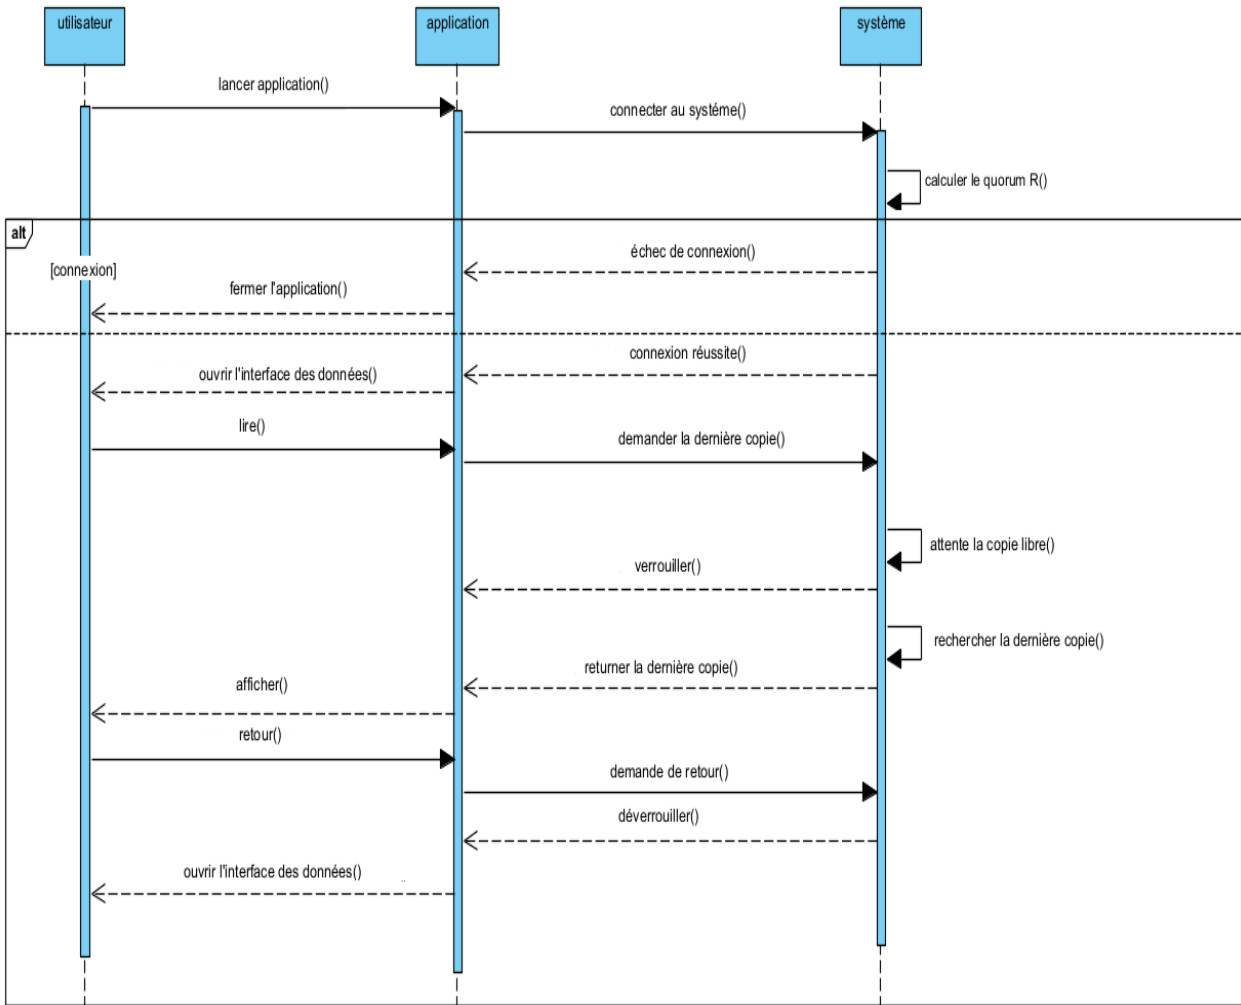 utilisateur
application
système
lancer application()
connecter au systéme()
calculer le quorum R()
alt
[connexion]
échec de connexion()
fermer l'application()
connexion réussite()
ouvrir l'interface des données()
lire()
demander la dernière copie()
attente la copie libre()
verrouiller()
rechercher la dernière copie()
returner la dernière copie()
afficher()
retour()
demande de retour()
déverrouiller()
ouvrir l'interface des données()